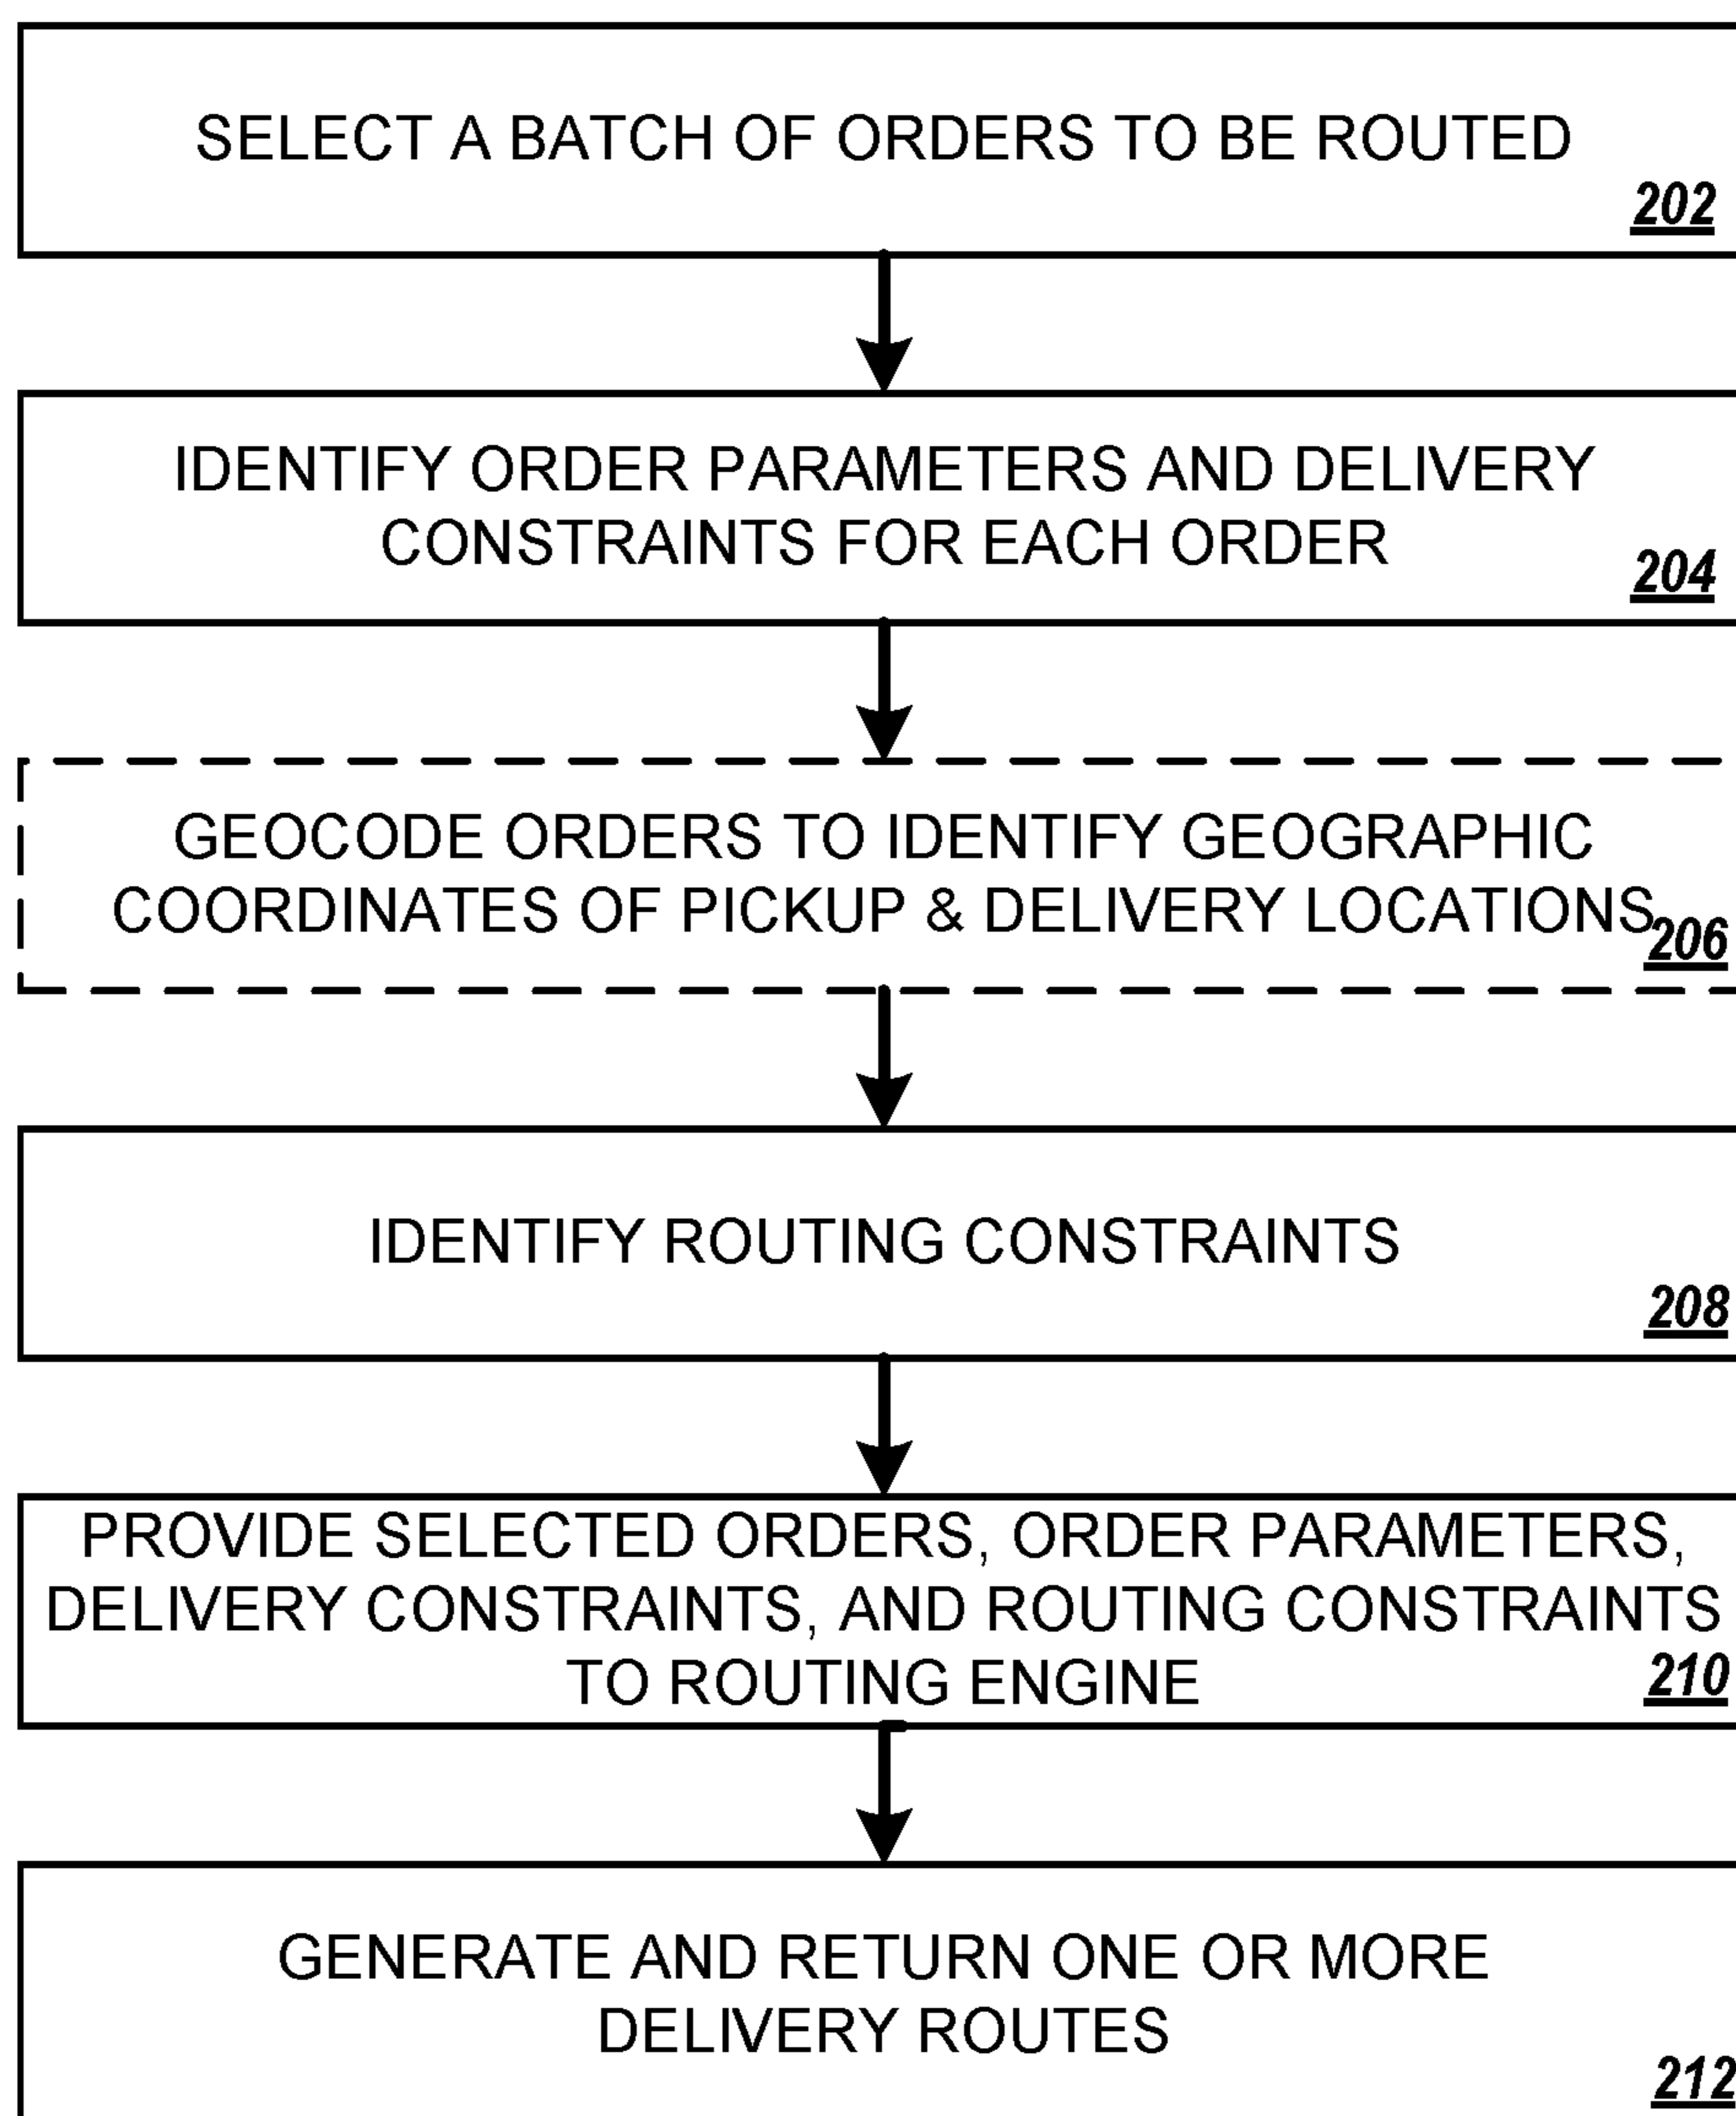 SELECT A BATCH OF ORDERS TO BE ROUTED
202
IDENTIFY ORDER PARAMETERS AND DELIVERY
CONSTRAINTS FOR EACH ORDER
204
GEOCODE ORDERS TO IDENTIFY GEOGRAPHIC
COORDINATES OF PICKUP & DELIVERY LOCATIONS
206
IDENTIFY ROUTING CONSTRAINTS
208
PROVIDE SELECTED ORDERS, ORDER PARAMETERS,
DELIVERY CONSTRAINTS, AND ROUTING CONSTRAINTS
TO ROUTING ENGINE
210
GENERATE AND RETURN ONE OR MORE
DELIVERY ROUTES
212